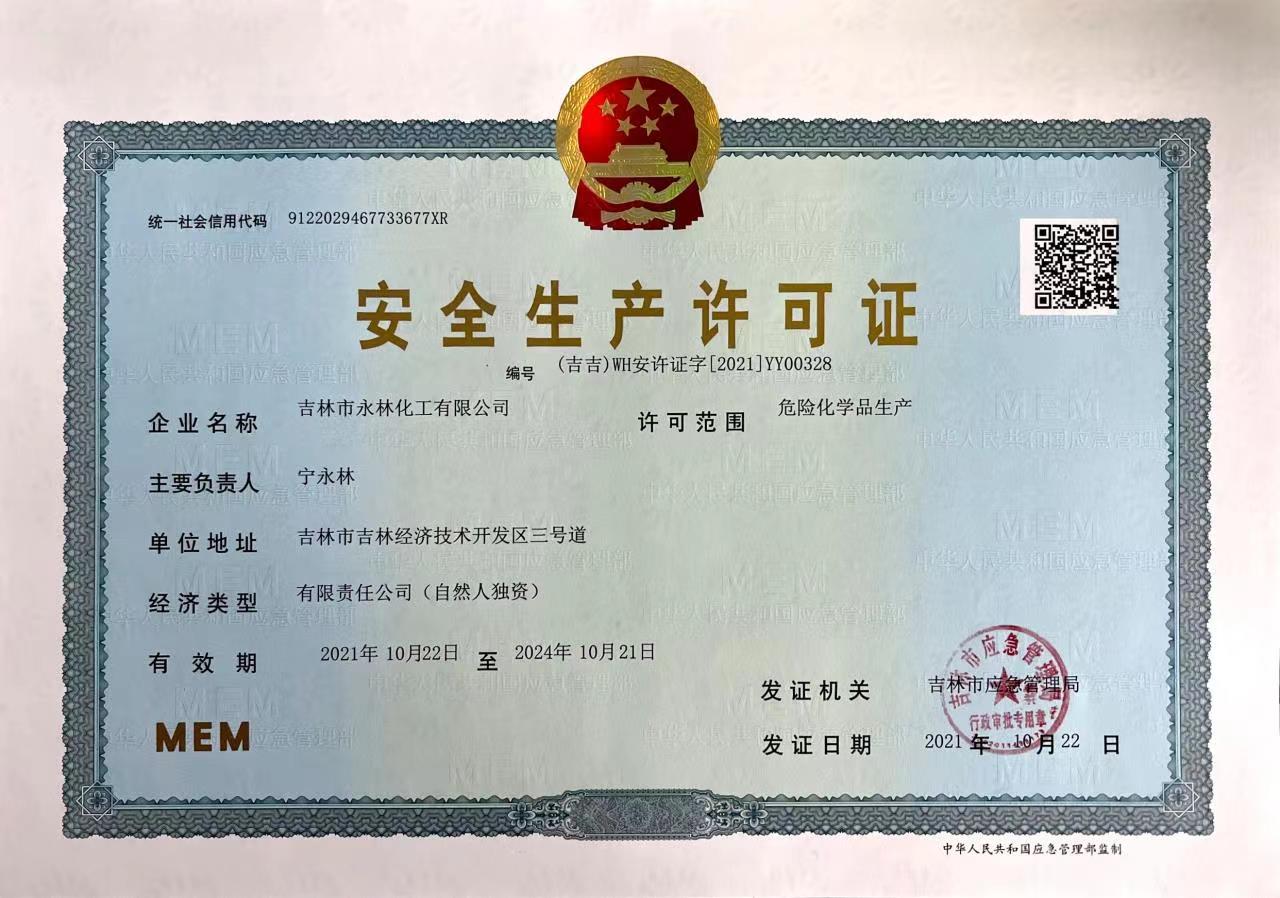 统一社会信用代码 9122029467733677XR
安全生产许可证
编号 (吉吉)WH安许证字[2021]YY00328
企业名称 吉林市永林化工有限公司 许可范围 危险化学品生产
主要负责人 宁永林
单位地址 吉林市吉林经济技术开发区三号道
经济类型 有限责任公司（自然人独资）
有效期 2021年 10月22日 至 2024年 10月21日
发证机关 吉林市应急管理局
吉林市应急管理局
行政审批专用章
MEM
发证日期 2021 年 10 月 22 日
中华人民共和国应急管理部监制